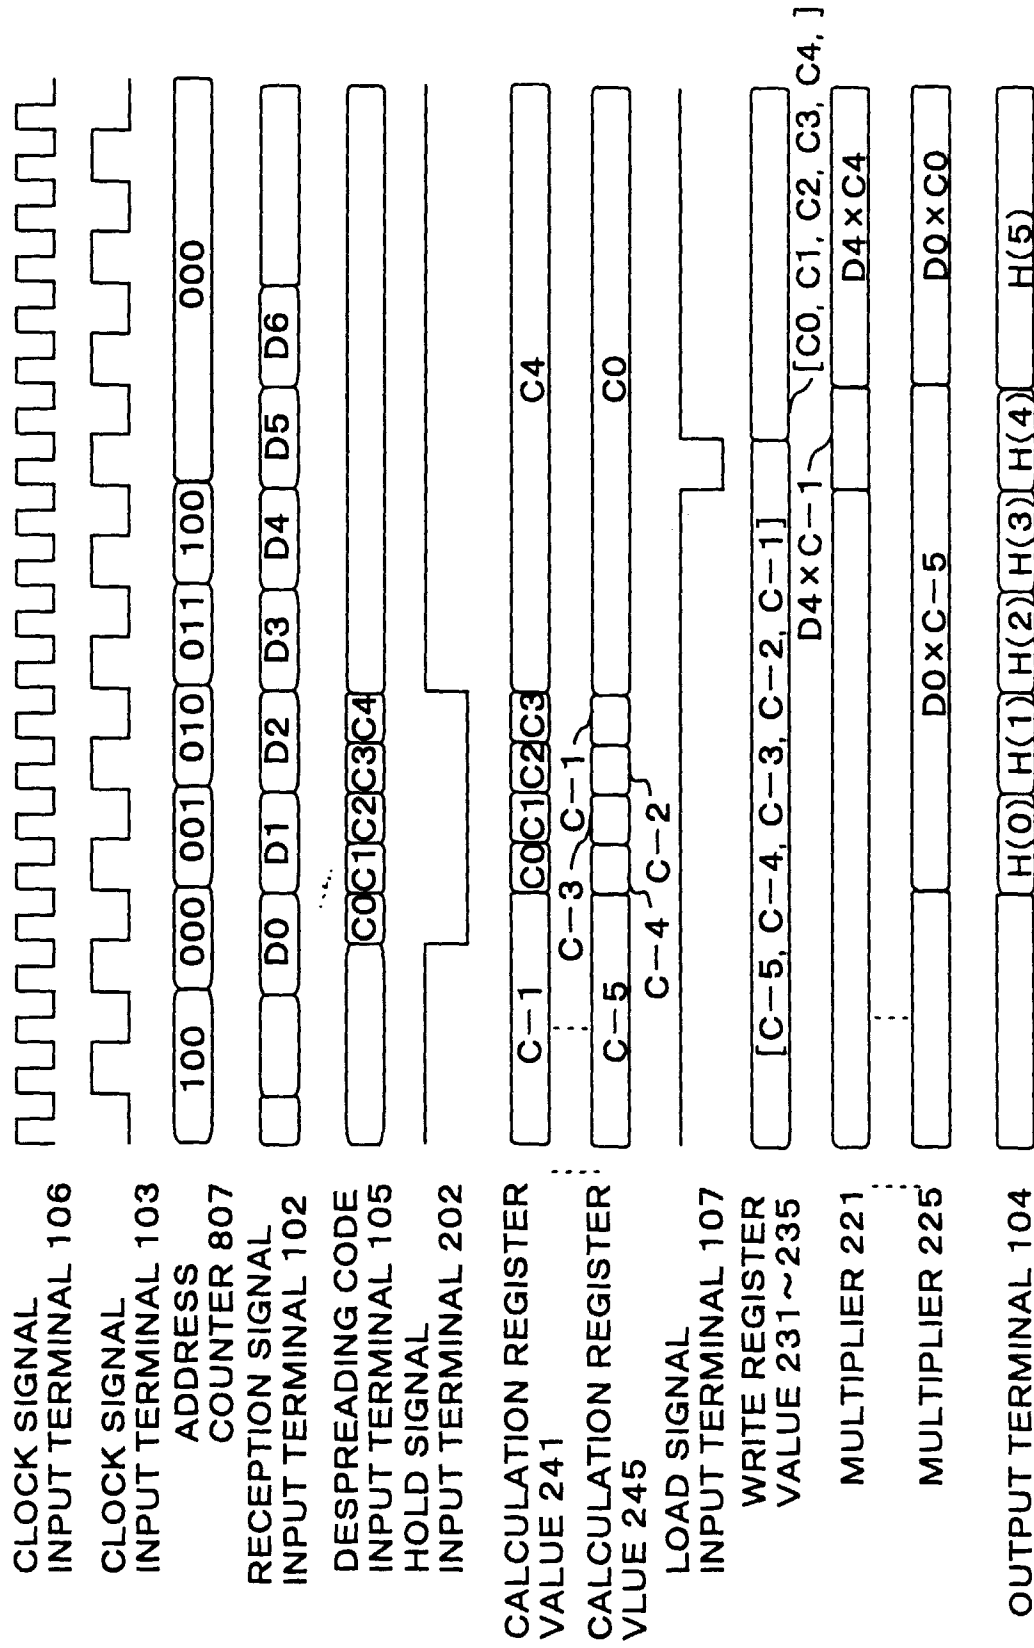 CLOCK SIGNAL
INPUT TERMINAL 106
CLOCK SIGNAL
INPUT TERMINAL 103
ADDRESS
COUNTER 807
100 000 001 010 011 100 000
RECEPTION SIGNAL
INPUT TERMINAL 102
D0 D1 D2 D3 D4 D5 D6
DESPREADING CODE
INPUT TERMINAL 105
C0 C1 C2 C3 C4
HOLD SIGNAL
INPUT TERMINAL 202
CALCULATION REGISTER
VALUE 241
C-1 C0 C1 C2 C3 C4
C-3 C-1
CALCULATION REGISTER
VLUE 245
C-5 C0
C-4 C-2
LOAD SIGNAL
INPUT TERMINAL 107
WRITE REGISTER
VALUE 231~235
[C-5, C-4, C-3, C-2, C-1]
D4×C-1 [C0, C1, C2, C3, C4, ]
MULTIPLIER 221
D4×C4
MULTIPLIER 225
D0×C-5 D0×C0
OUTPUT TERMINAL 104
H(0) H(1) H(2) H(3) H(4) H(5)